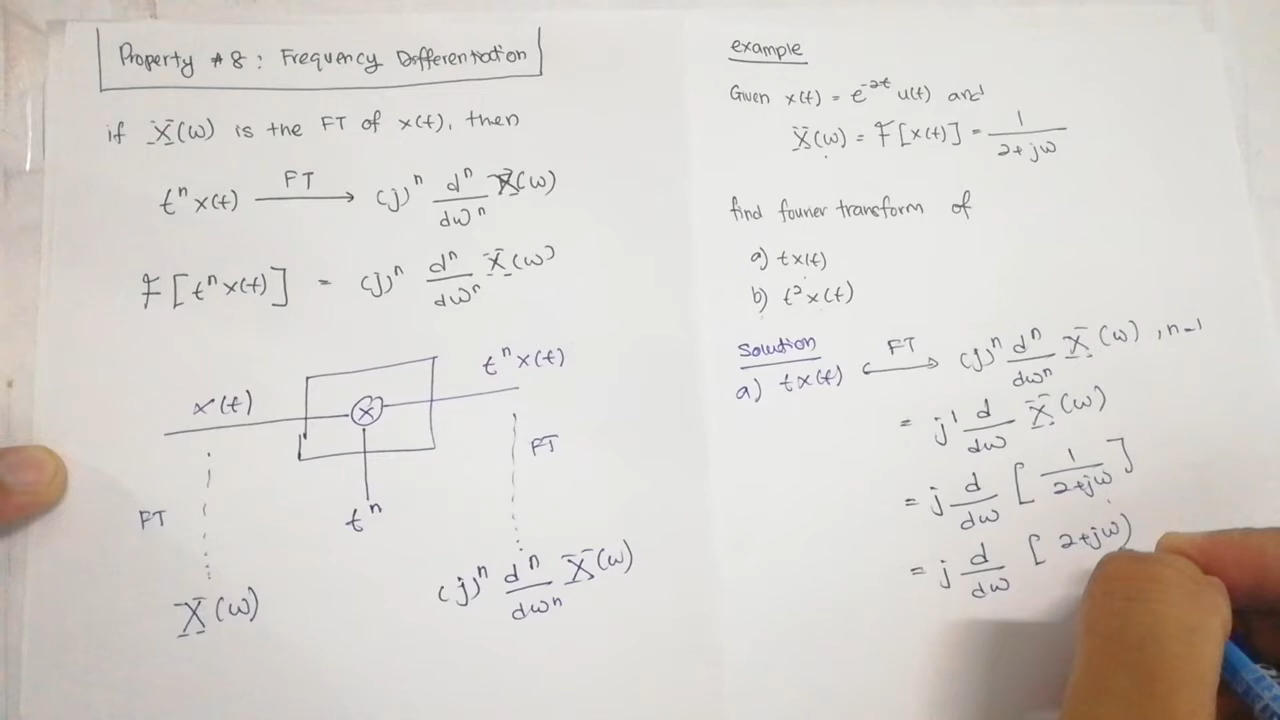 Property #8: Frequency Differentiation
if X(ω) is the FT of x(t), then
tⁿ x(t) FT → (j)ⁿ dⁿ/dωⁿ X(ω)
F[tⁿ x(t)] = (j)ⁿ dⁿ/dωⁿ X(ω)
x(t)
tⁿ x(t)
x
FT
FT
tⁿ
X(ω)
(j)ⁿ dⁿ/dωⁿ X(ω)
example
Given x(t) = e^-2t u(t) and
X(ω) = F[x(t)] = 1/2+jω
find fourier transform of
a) tx(t)
b) t² x(t)
Solution
a) tx(t) FT ↔ (j)ⁿ dⁿ/dωⁿ X(ω), n=1
= j¹ d/dω X(ω)
= j d/dω [1/2+jω]
= j d/dω [2+jω)